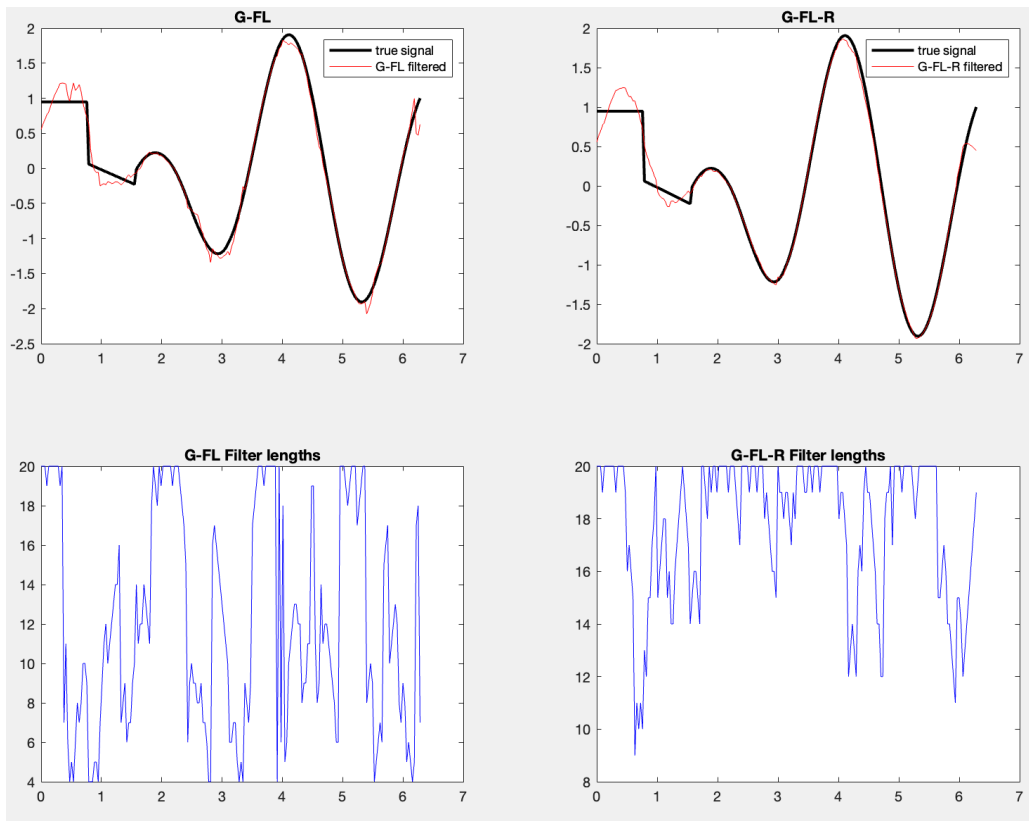 G-FL
2
1.5
1
0.5
0
-0.5
-1
-1.5
-2
-2.5
0 1 2 3 4 5 6 7
true signal
G-FL filtered
G-FL-R
2
1.5
1
0.5
0
-0.5
-1
-1.5
-2
0 1 2 3 4 5 6 7
true signal
G-FL-R filtered
G-FL Filter lengths
20
18
16
14
12
10
8
6
4
0 1 2 3 4 5 6 7
G-FL-R Filter lengths
20
18
16
14
12
10
8
0 1 2 3 4 5 6 7